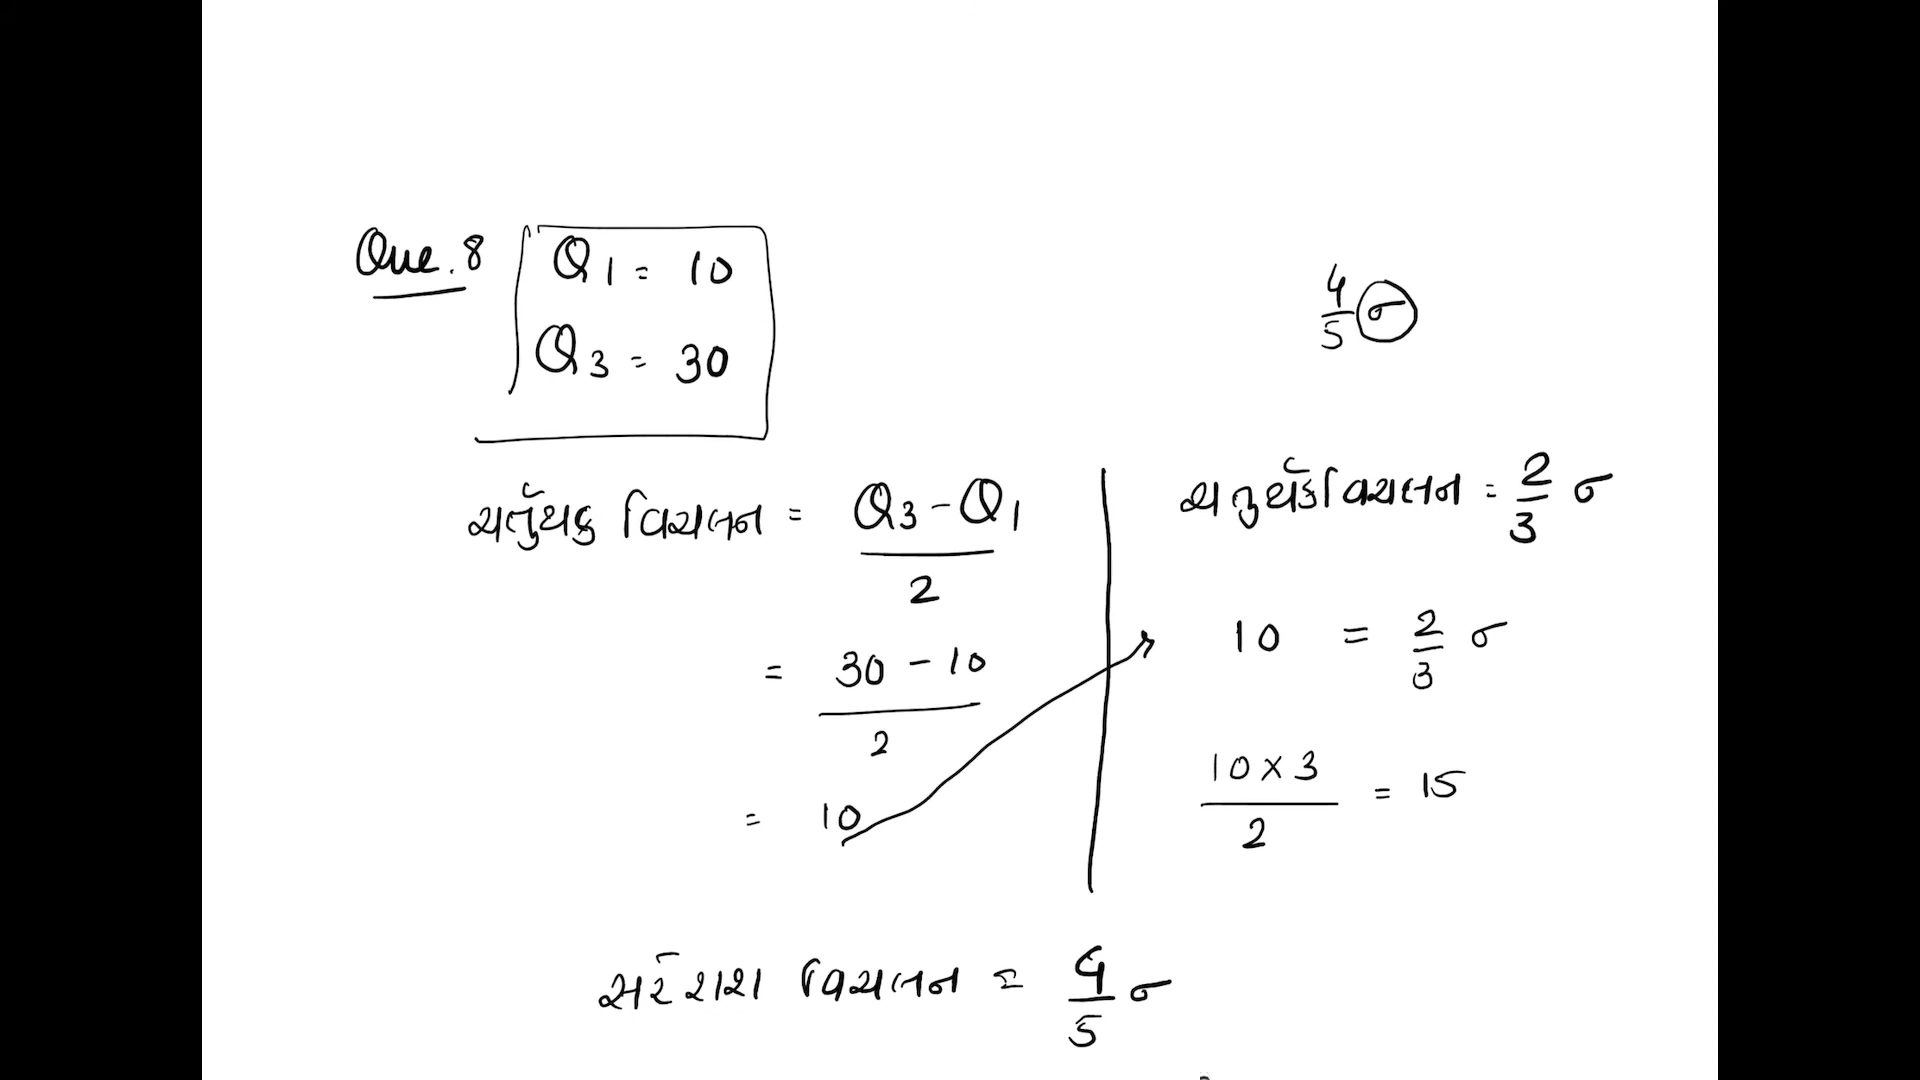 Que. 8
Q1 = 10
Q3 = 30
4/5 σ
ચતુર્થક વિચલન = Q3 - Q1 / 2
= 30 - 10 / 2
= 10
ચતુર્થક વિચલન = 2/3 σ
10 = 2/3 σ
10 × 3 / 2 = 15
સરેરાશ વિચલન = 4/5 σ